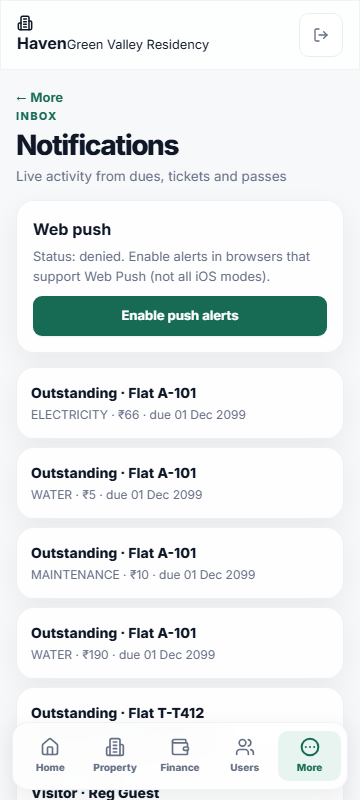 HavenGreen Valley Residency
← More
INBOX
Notifications
Live activity from dues, tickets and passes
Web push
Status: denied. Enable alerts in browsers that
support Web Push (not all iOS modes).
Enable push alerts
Outstanding · Flat A-101
ELECTRICITY · ₹66 · due 01 Dec 2099
Outstanding · Flat A-101
WATER · ₹5 · due 01 Dec 2099
Outstanding · Flat A-101
MAINTENANCE · ₹10 · due 01 Dec 2099
Outstanding · Flat A-101
WATER · ₹190 · due 01 Dec 2099
Outstanding · Flat T-T412
Home Property Finance Users More
Visitor · Reg Guest